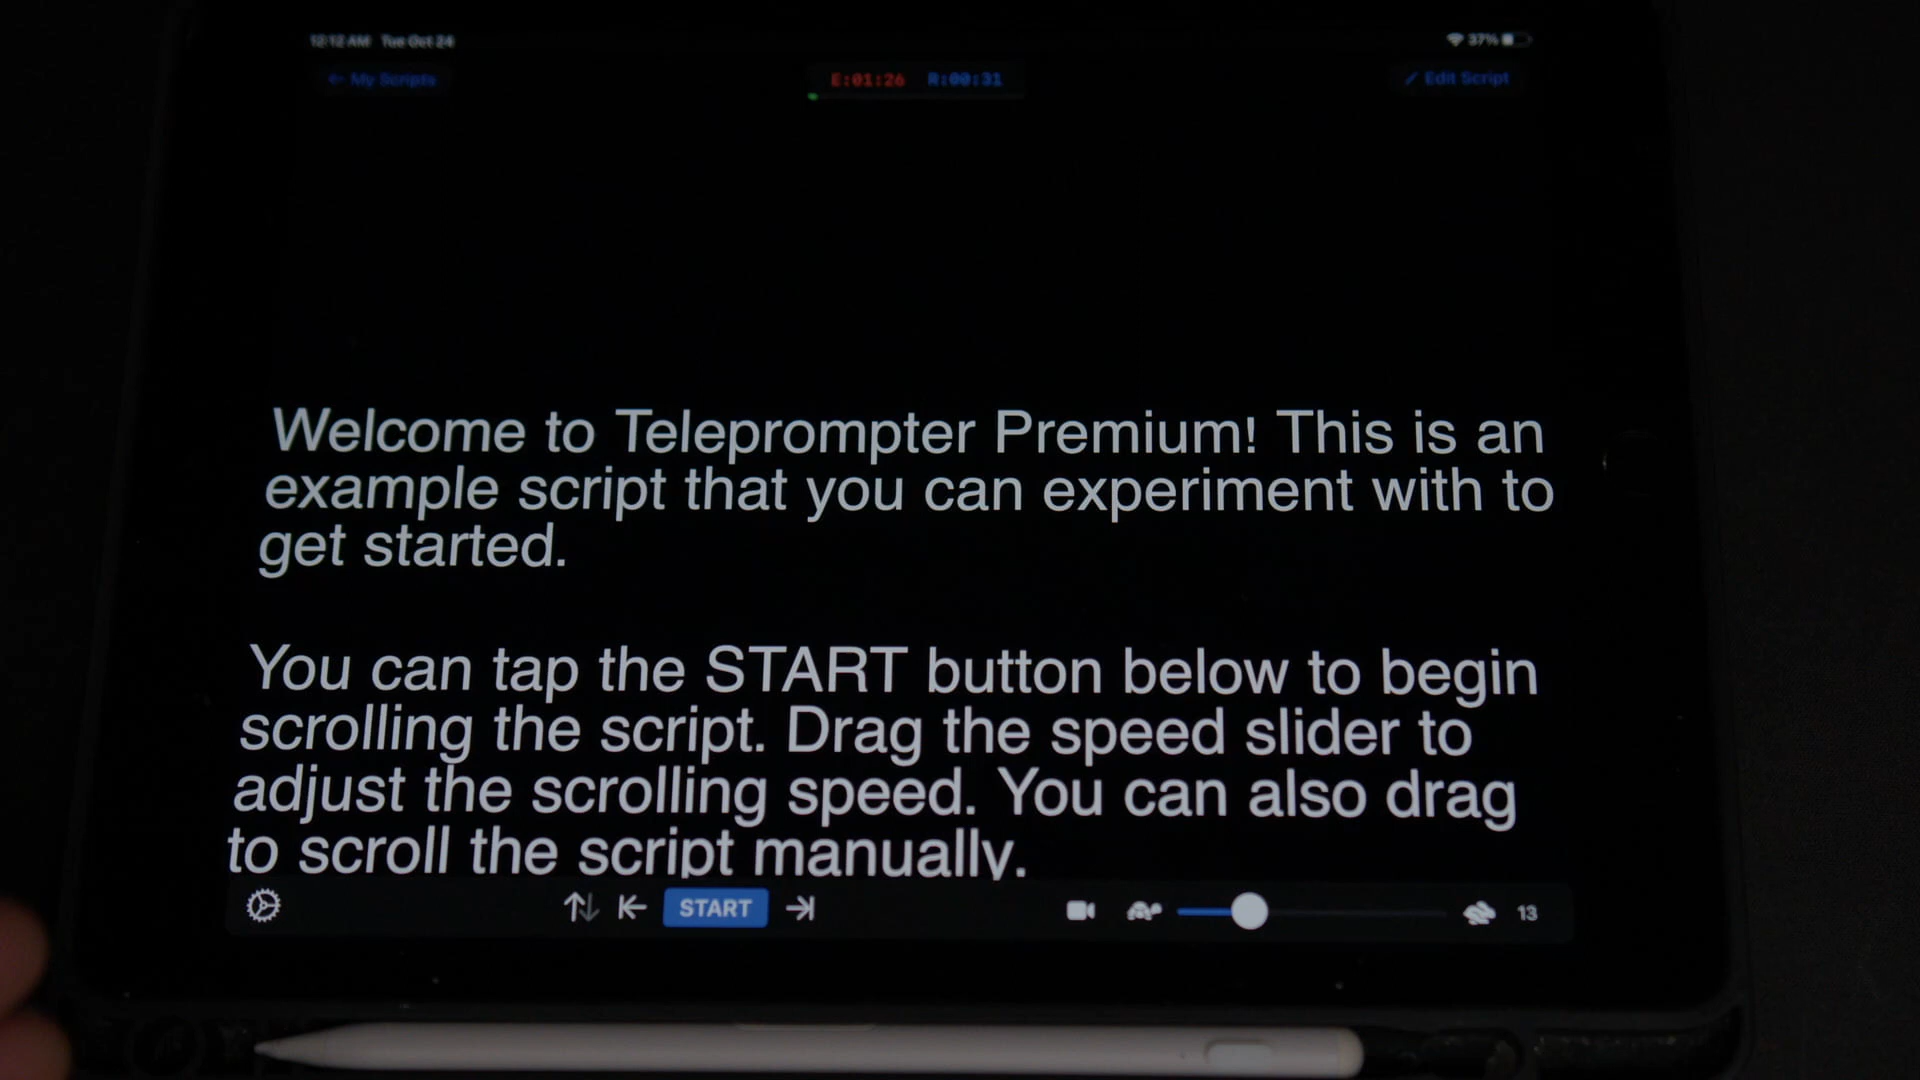 12:12 AM Tue Oct 24
37%
← My Scripts
E:01:26 R:00:31
Edit Script
Welcome to Teleprompter Premium! This is an
example script that you can experiment with to
get started.
You can tap the START button below to begin
scrolling the script. Drag the speed slider to
adjust the scrolling speed. You can also drag
to scroll the script manually.
START
13